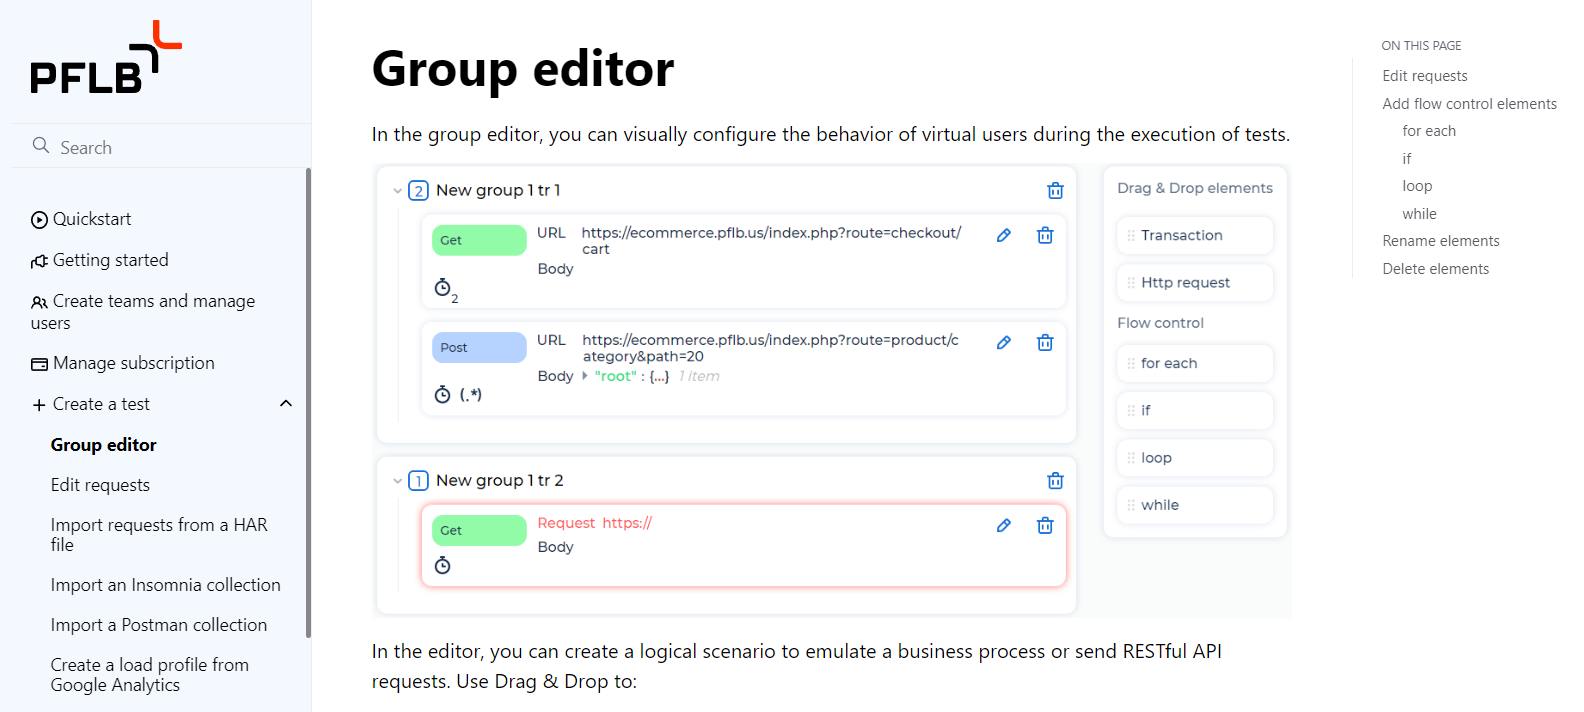 PFLB
Search
Quickstart
Getting started
Create teams and manage
users
Manage subscription
Create a test
Group editor
Edit requests
Import requests from a HAR
file
Import an Insomnia collection
Import a Postman collection
Create a load profile from
Google Analytics
Group editor
In the group editor, you can visually configure the behavior of virtual users during the execution of tests.
2 New group 1 tr 1
Get
URL https://ecommerce.pflb.us/index.php?route=checkout/
cart
Body
2
Post
URL https://ecommerce.pflb.us/index.php?route=product/c
ategory&path=20
Body "root" : {...} 1 item
(.*)
1 New group 1 tr 2
Get
Request https://
Body
Drag & Drop elements
Transaction
Http request
Flow control
for each
if
loop
while
In the editor, you can create a logical scenario to emulate a business process or send RESTful API
requests. Use Drag & Drop to:
ON THIS PAGE
Edit requests
Add flow control elements
for each
if
loop
while
Rename elements
Delete elements